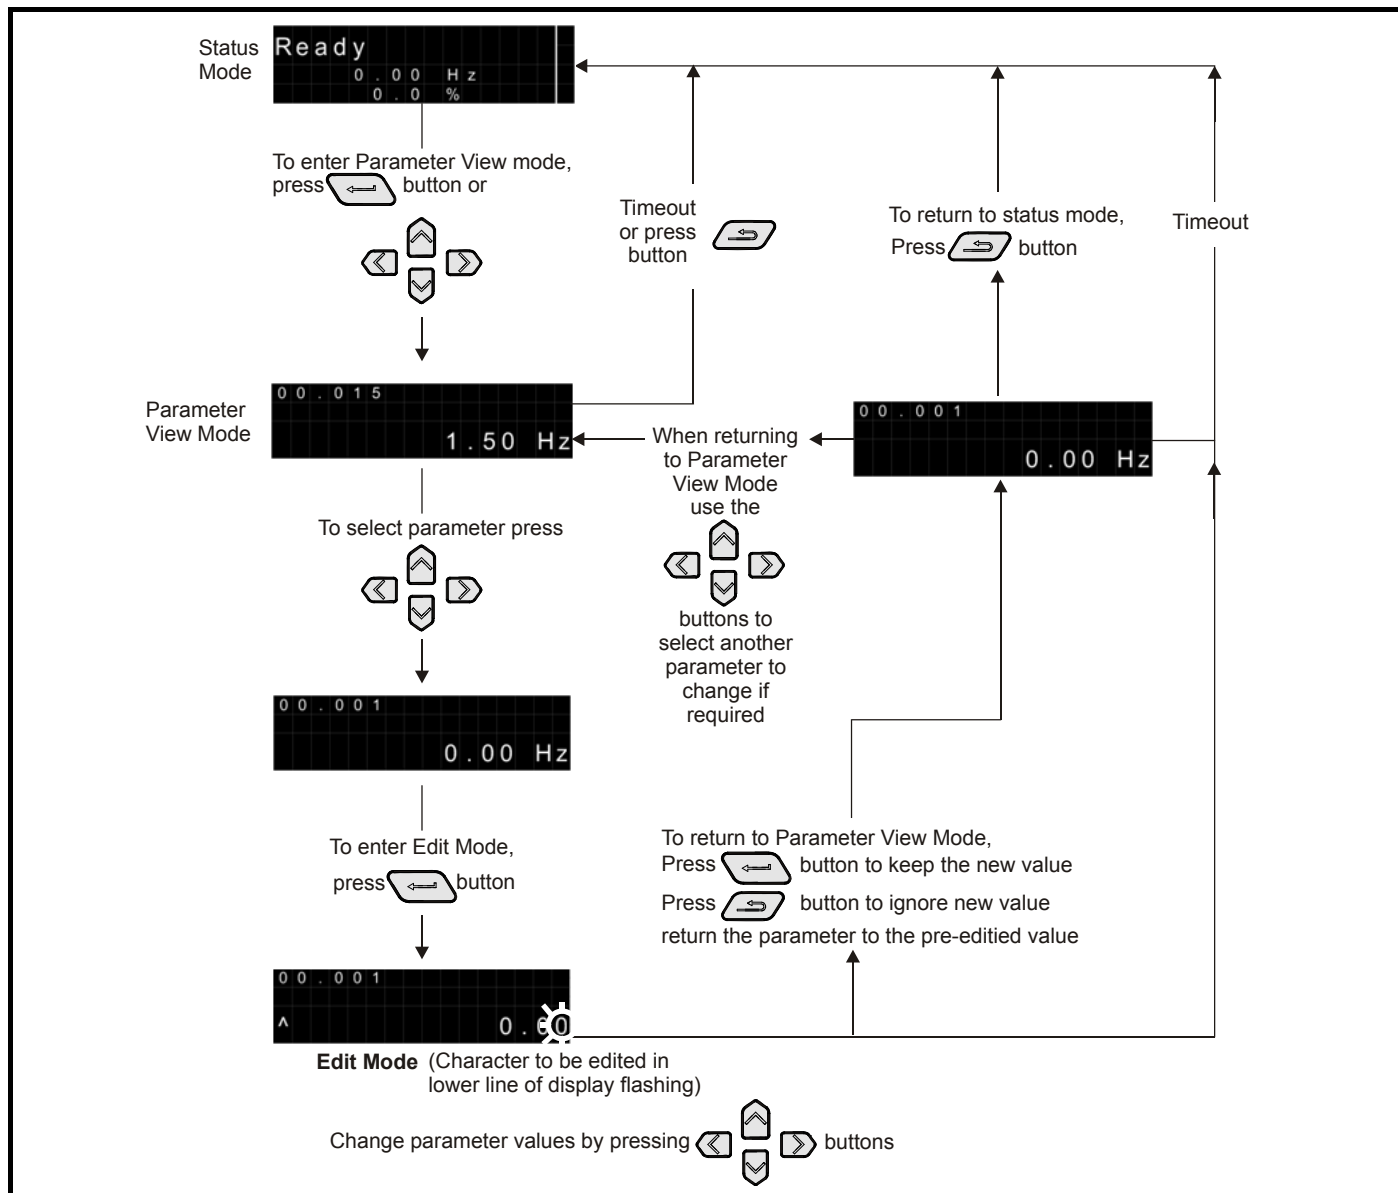 Status
Mode
Ready
0.00 Hz
0.0 %
To enter Parameter View mode,
press button or
Timeout
or press
button
To return to status mode,
Press button
Timeout
Parameter
View Mode
00.015
1.50 Hz
When returning
to Parameter
View Mode
use the
buttons to
select another
parameter to
change if
required
00.001
0.00 Hz
To select parameter press
00.001
0.00 Hz
To enter Edit Mode,
press button
To return to Parameter View Mode,
Press button to keep the new value
Press button to ignore new value
return the parameter to the pre-editied value
00.001
^ 0.00
Edit Mode (Character to be edited in
lower line of display flashing)
Change parameter values by pressing buttons